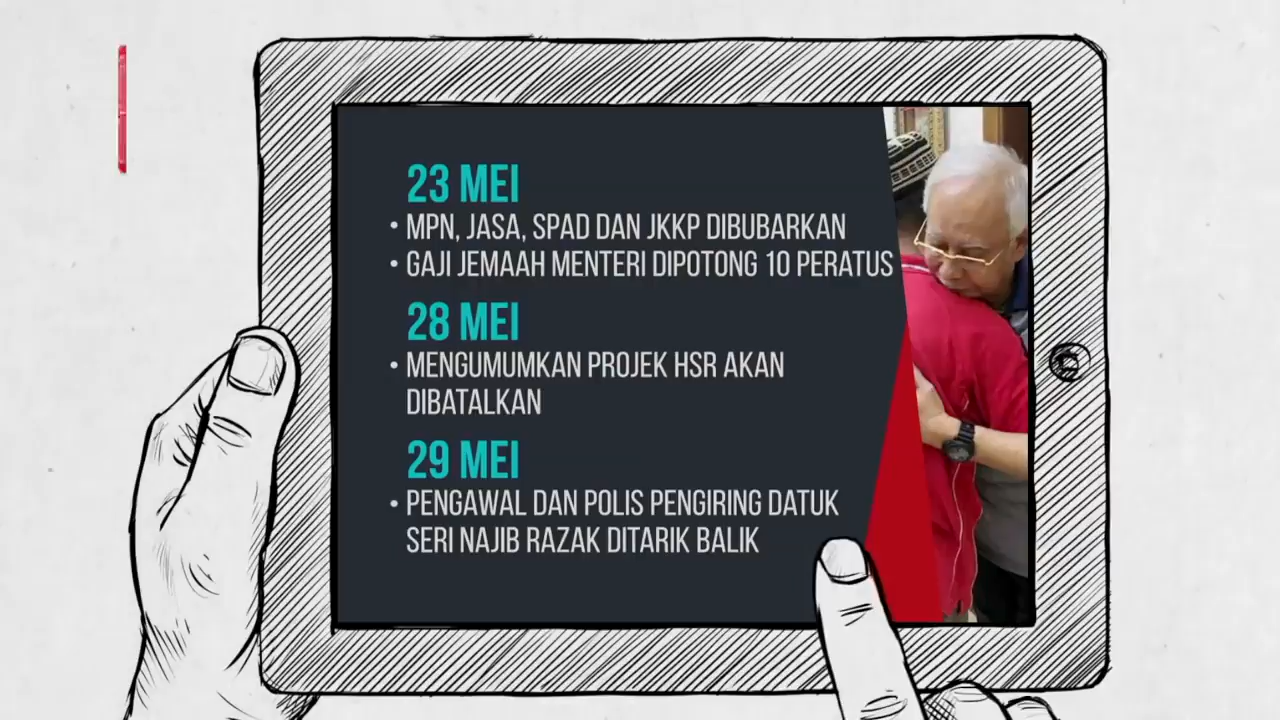 23 MEI
• MPN, JASA, SPAD DAN JKKP DIBUBARKAN
• GAJI JEMAAH MENTERI DIPOTONG 10 PERATUS
28 MEI
• MENGUMUMKAN PROJEK HSR AKAN
DIBATALKAN
29 MEI
• PENGAWAL DAN POLIS PENGIRING DATUK
SERI NAJIB RAZAK DITARIK BALIK